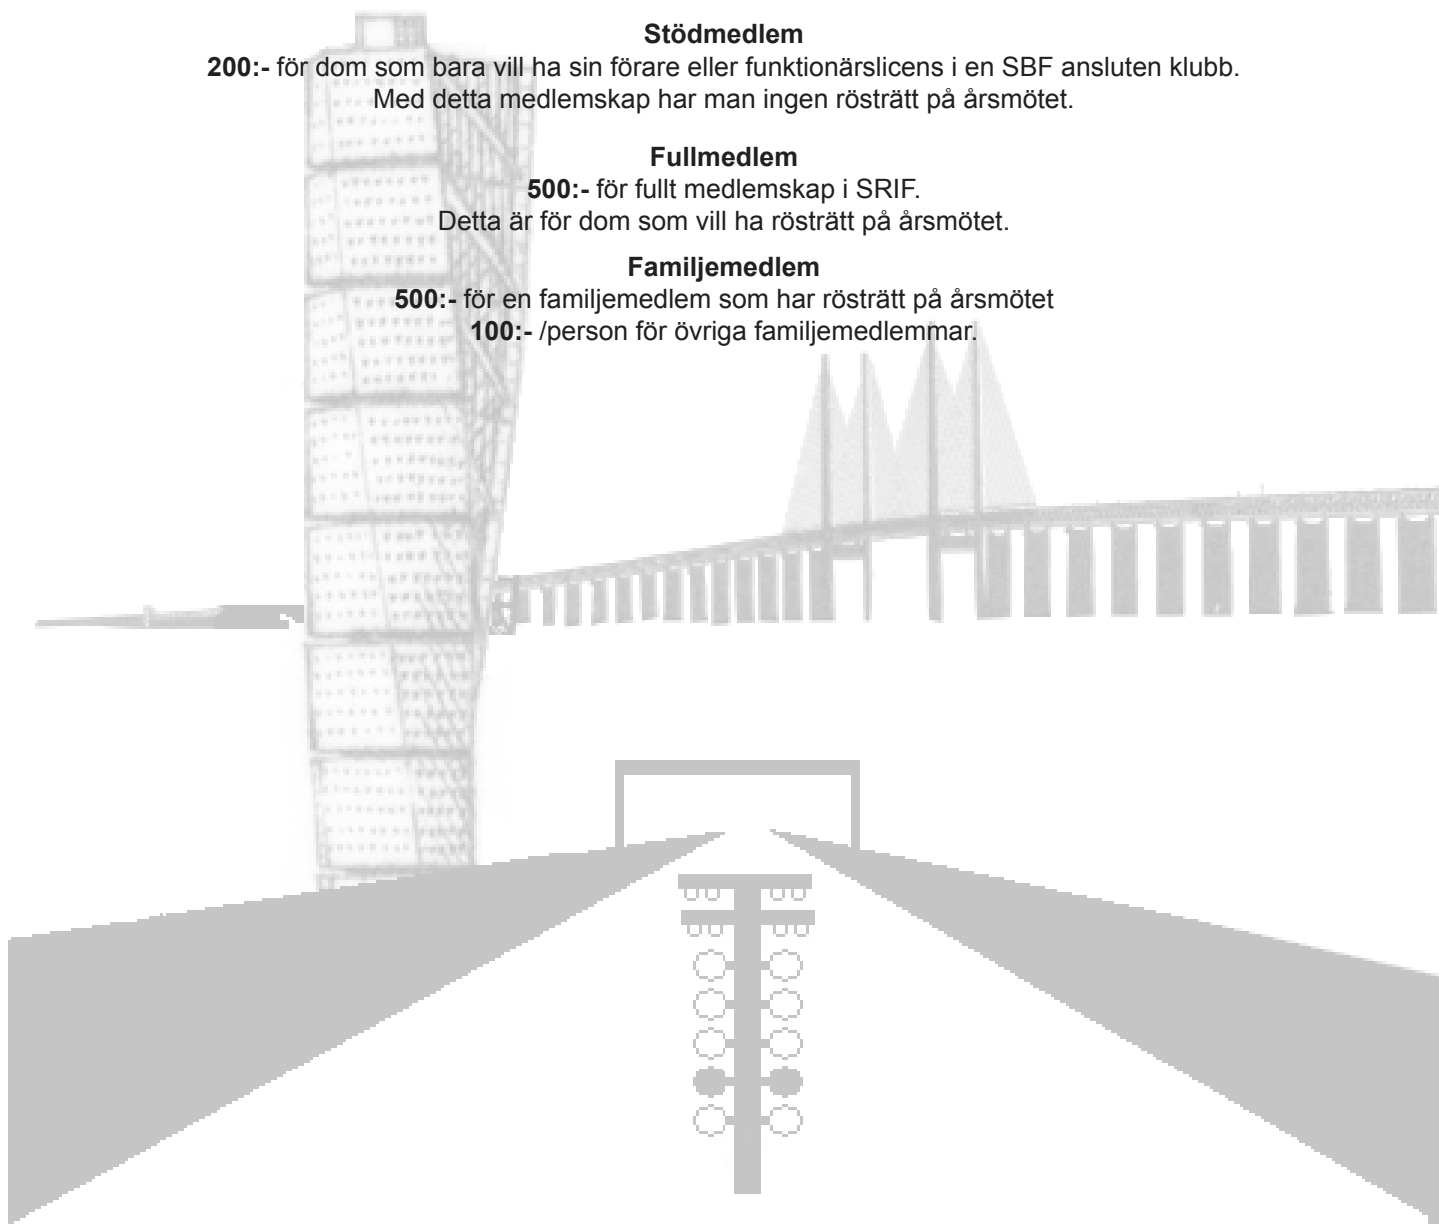 Stödmedlem
200:- för dom som bara vill ha sin förare eller funktionärslicens i en SBF ansluten klubb.
Med detta medlemskap har man ingen rösträtt på årsmötet.
Fullmedlem
500:- för fullt medlemskap i SRIF.
Detta är för dom som vill ha rösträtt på årsmötet.
Familjemedlem
500:- för en familjemedlem som har rösträtt på årsmötet
100:- /person för övriga familjemedlemmar.